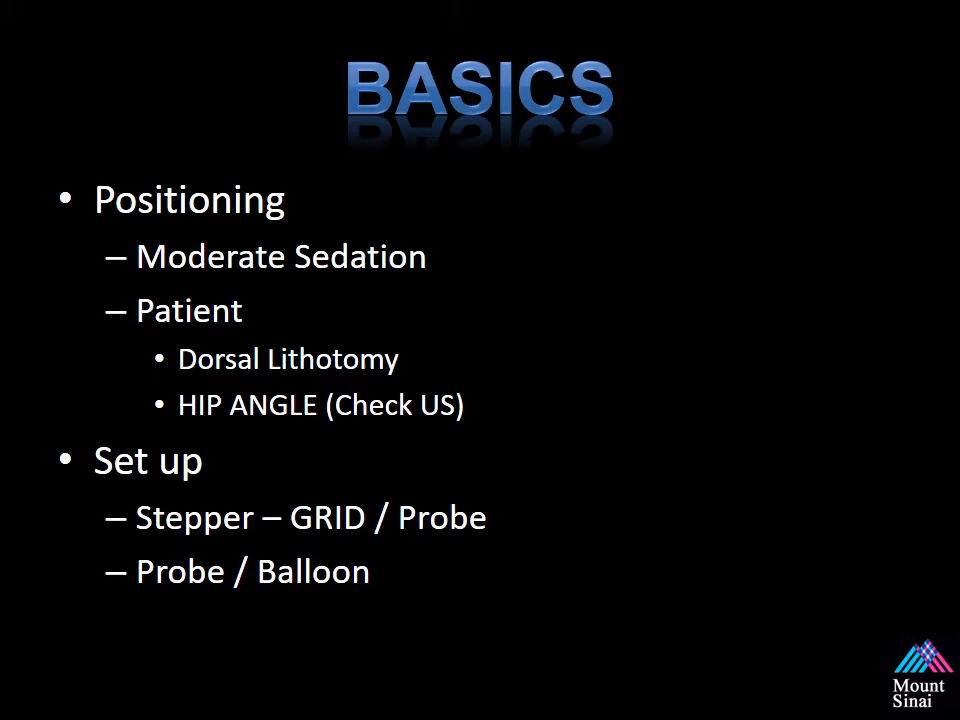 BASICS
• Positioning
– Moderate Sedation
– Patient
• Dorsal Lithotomy
• HIP ANGLE (Check US)
• Set up
– Stepper – GRID / Probe
– Probe / Balloon
Mount
Sinai